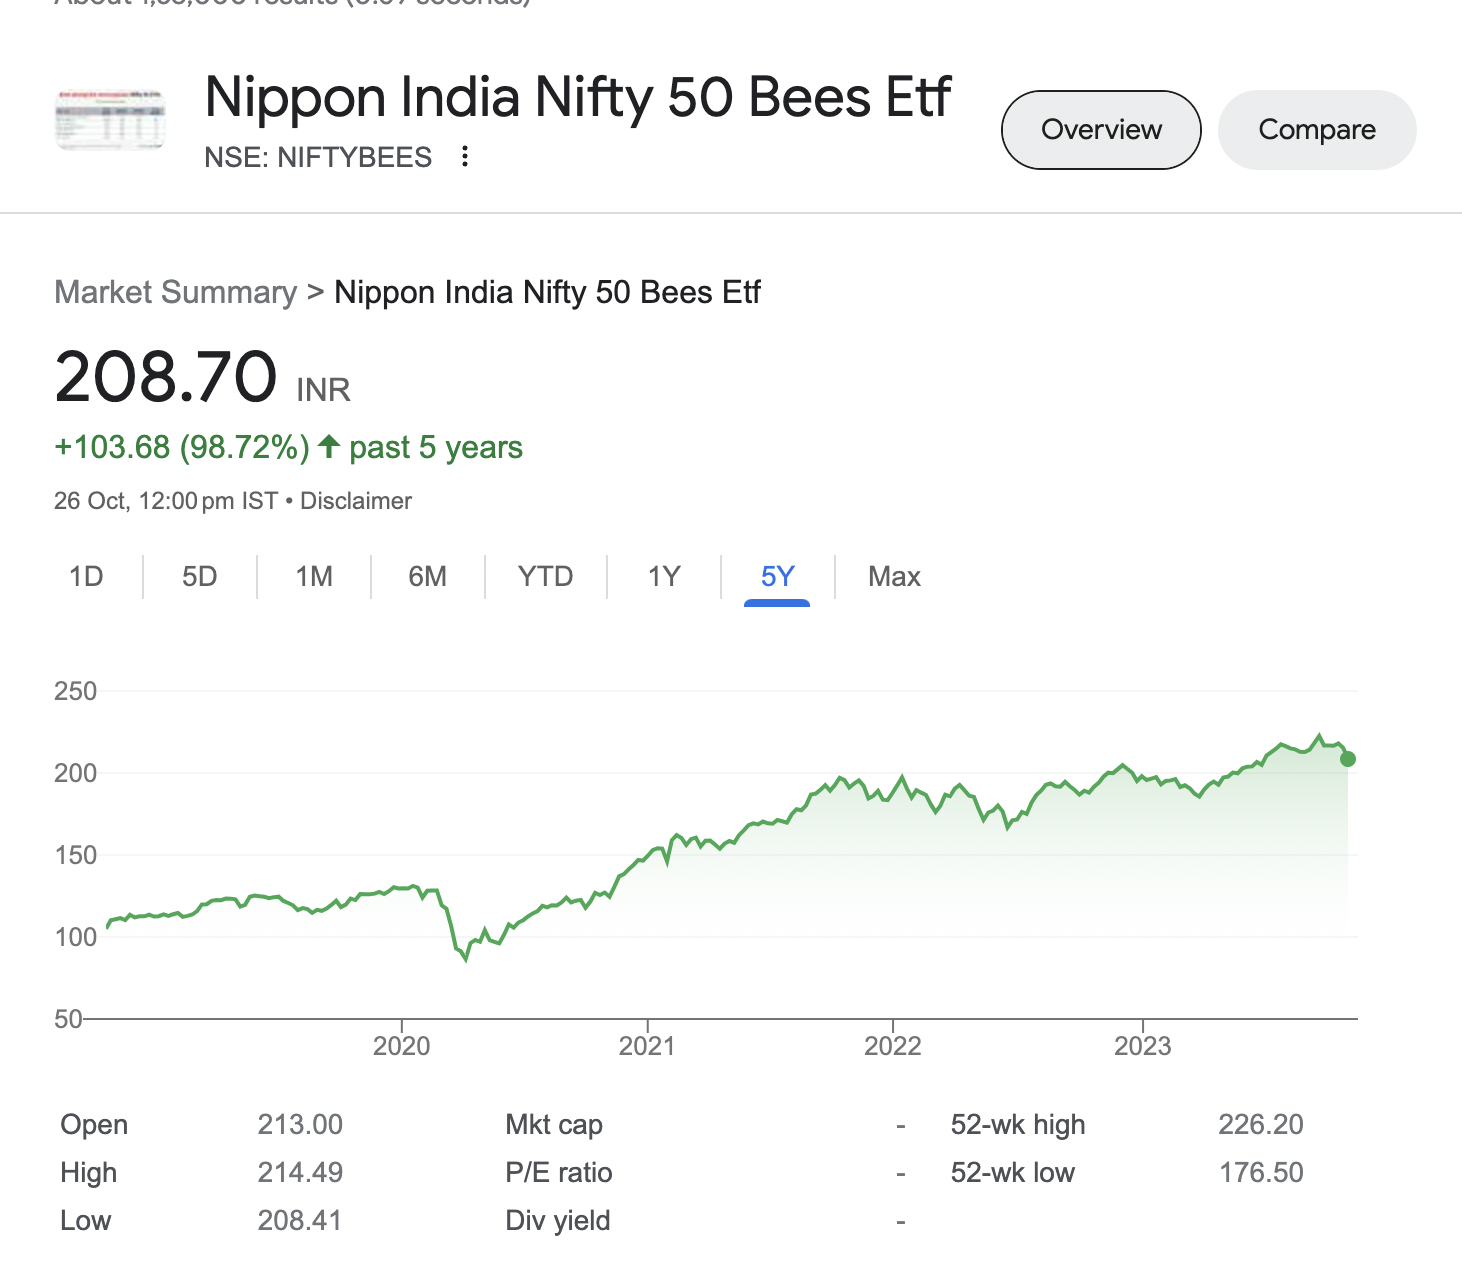 Nippon India Nifty 50 Bees Etf
Overview
Compare
NSE: NIFTYBEES
Market Summary > Nippon India Nifty 50 Bees Etf
208.70 INR
+103.68 (98.72%) ↑ past 5 years
26 Oct, 12:00 pm IST • Disclaimer
1D 5D 1M 6M YTD 1Y 5Y Max
250
200
150
100
50
2020 2021 2022 2023
Open 213.00 Mkt cap - 52-wk high 226.20
High 214.49 P/E ratio - 52-wk low 176.50
Low 208.41 Div yield -